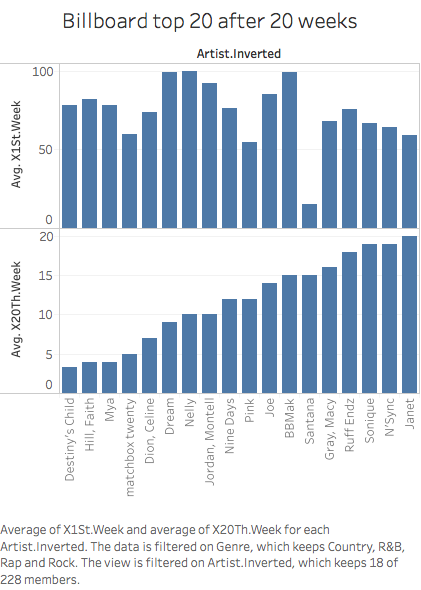 Billboard top 20 after 20 weeks
Artist.Inverted
Avg. X1St.Week
100
50
0
Avg. X20Th.Week
20
15
10
5
0
Destiny's Child
Hill, Faith
Mya
matchbox twenty
Dion, Celine
Dream
Nelly
Jordan, Montell
Nine Days
Pink
Joe
BBMak
Santana
Gray, Macy
Ruff Endz
Sonique
N'Sync
Janet
Average of X1St.Week and average of X20Th.Week for each
Artist.Inverted. The data is filtered on Genre, which keeps Country, R&B,
Rap and Rock. The view is filtered on Artist.Inverted, which keeps 18 of
228 members.